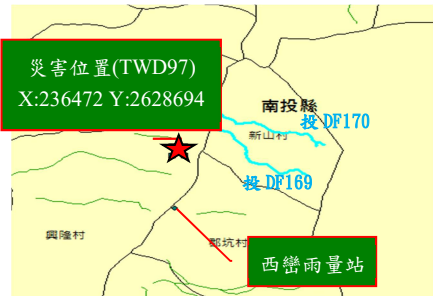 災害位置(TWD97)
X:236472 Y:2628694
南投縣
投DF170
新山村
投DF169
興隆村
郡坑村
西巒雨量站